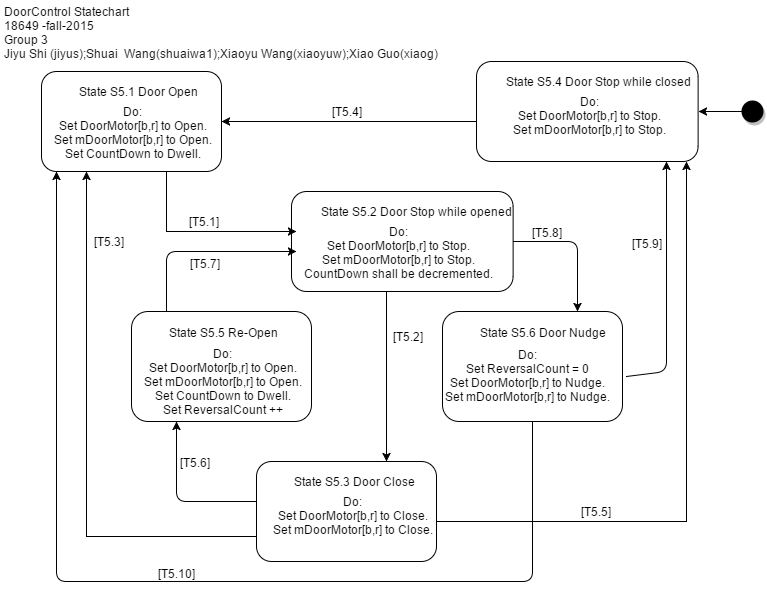 DoorControl Statechart
18649 -fall-2015
Group 3
Jiyu Shi (jiyus);Shuai  Wang(shuaiwa1);Xiaoyu Wang(xiaoyuw);Xiao Guo(xiaog)
State S5.1 Door Open
Do:
Set DoorMotor[b,r] to Open.
Set mDoorMotor[b,r] to Open.
Set CountDown to Dwell.
[T5.4]
State S5.4 Door Stop while closed
Do:
Set DoorMotor[b,r] to Stop.
Set mDoorMotor[b,r] to Stop.
[T5.3]
[T5.1]
State S5.2 Door Stop while opened
Do:
Set DoorMotor[b,r] to Stop.
Set mDoorMotor[b,r] to Stop.
CountDown shall be decremented.
[T5.8]
[T5.9]
[T5.7]
State S5.5 Re-Open
Do:
Set DoorMotor[b,r] to Open.
Set mDoorMotor[b,r] to Open.
Set CountDown to Dwell.
Set ReversalCount ++
[T5.2]
State S5.6 Door Nudge
Do:
Set ReversalCount = 0
Set DoorMotor[b,r] to Nudge.
Set mDoorMotor[b,r] to Nudge.
[T5.6]
State S5.3 Door Close
Do:
Set DoorMotor[b,r] to Close.
Set mDoorMotor[b,r] to Close.
[T5.5]
[T5.10]